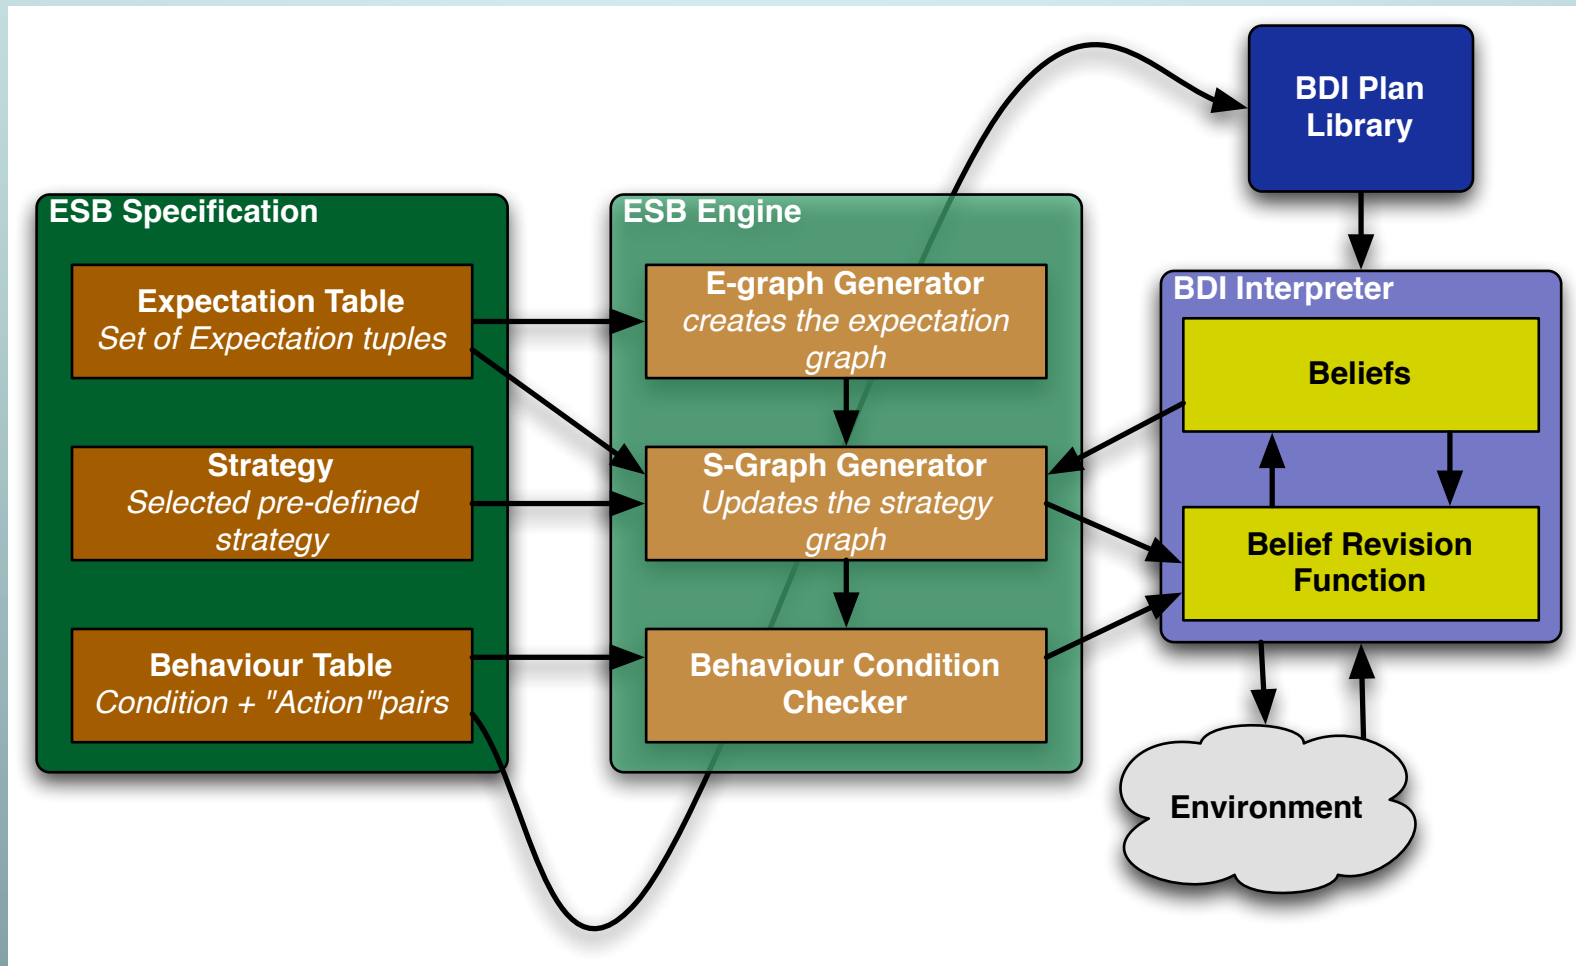 BDI Plan
Library
ESB Specification
Expectation Table
Set of Expectation tuples
Strategy
Selected pre-defined
strategy
Behaviour Table
Condition + "Action"'pairs
ESB Engine
E-graph Generator
creates the expectation
graph
S-Graph Generator
Updates the strategy
graph
Behaviour Condition
Checker
BDI Interpreter
Beliefs
Belief Revision
Function
Environment